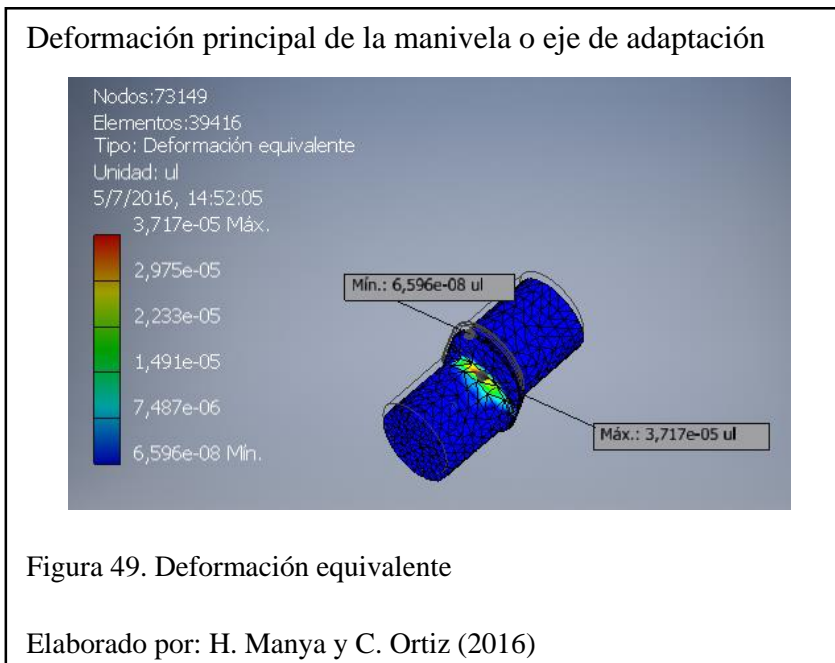 Deformación principal de la manivela o eje de adaptación
Nodos:73149
Elementos:39416
Tipo: Deformación equivalente
Unidad: ul
5/7/2016, 14:52:05
3,717e-05 Máx.
2,975e-05
2,233e-05
1,491e-05
7,487e-06
6,596e-08 Mín.
Mín.: 6,596e-08 ul
Máx.: 3,717e-05 ul
Figura 49. Deformación equivalente
Elaborado por: H. Manya y C. Ortiz (2016)